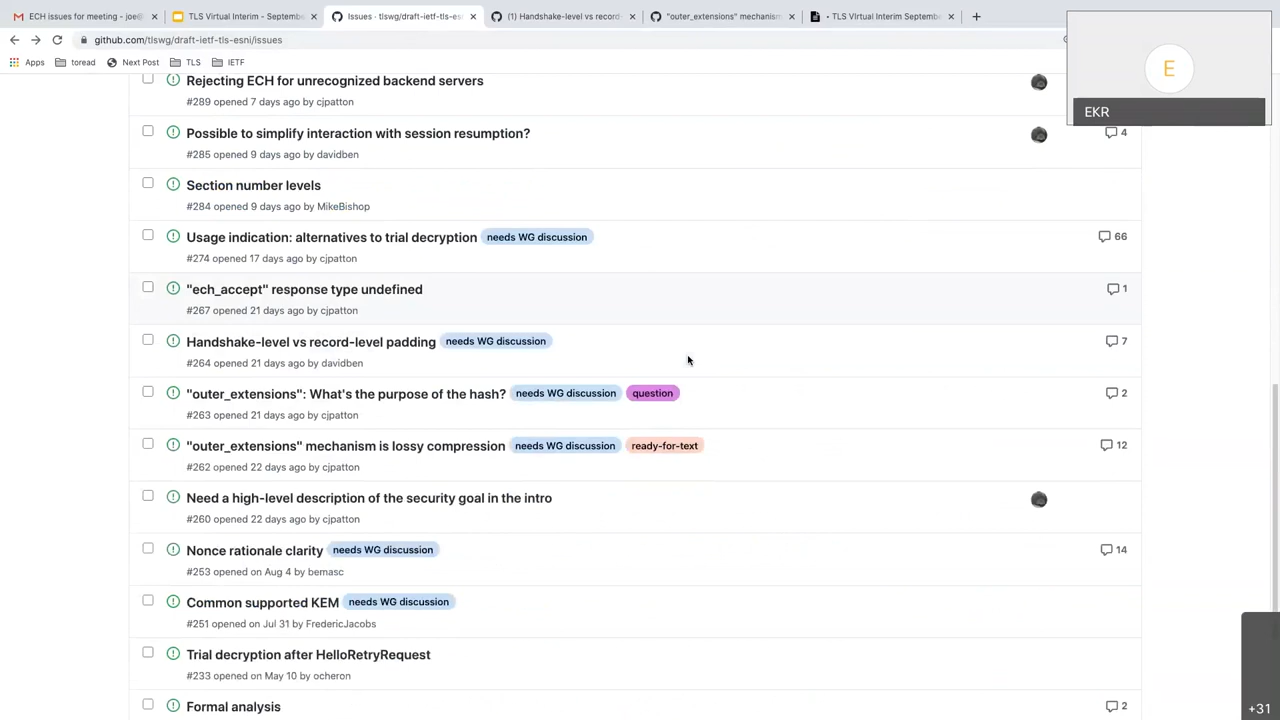 ECH issues for meeting - joe@
TLS Virtual Interim - Septembe
Issues · tlswg/draft-ietf-tls-esn
(1) Handshake-level vs record-
"outer_extensions" mechanism
• TLS VIrtual Interim September
github.com/tlswg/draft-ietf-tls-esni/issues
Apps
toread
Next Post
TLS
IETF
E
EKR
Rejecting ECH for unrecognized backend servers
#289 opened 7 days ago by cjpatton
Possible to simplify interaction with session resumption?
4
#285 opened 9 days ago by davidben
Section number levels
#284 opened 9 days ago by MikeBishop
Usage indication: alternatives to trial decryption needs WG discussion
66
#274 opened 17 days ago by cjpatton
"ech_accept" response type undefined
1
#267 opened 21 days ago by cjpatton
Handshake-level vs record-level padding needs WG discussion
7
#264 opened 21 days ago by davidben
"outer_extensions": What's the purpose of the hash? needs WG discussion question
2
#263 opened 21 days ago by cjpatton
"outer_extensions" mechanism is lossy compression needs WG discussion ready-for-text
12
#262 opened 22 days ago by cjpatton
Need a high-level description of the security goal in the intro
#260 opened 22 days ago by cjpatton
Nonce rationale clarity needs WG discussion
14
#253 opened on Aug 4 by bemasc
Common supported KEM needs WG discussion
#251 opened on Jul 31 by FredericJacobs
Trial decryption after HelloRetryRequest
#233 opened on May 10 by ocheron
Formal analysis
2
+31